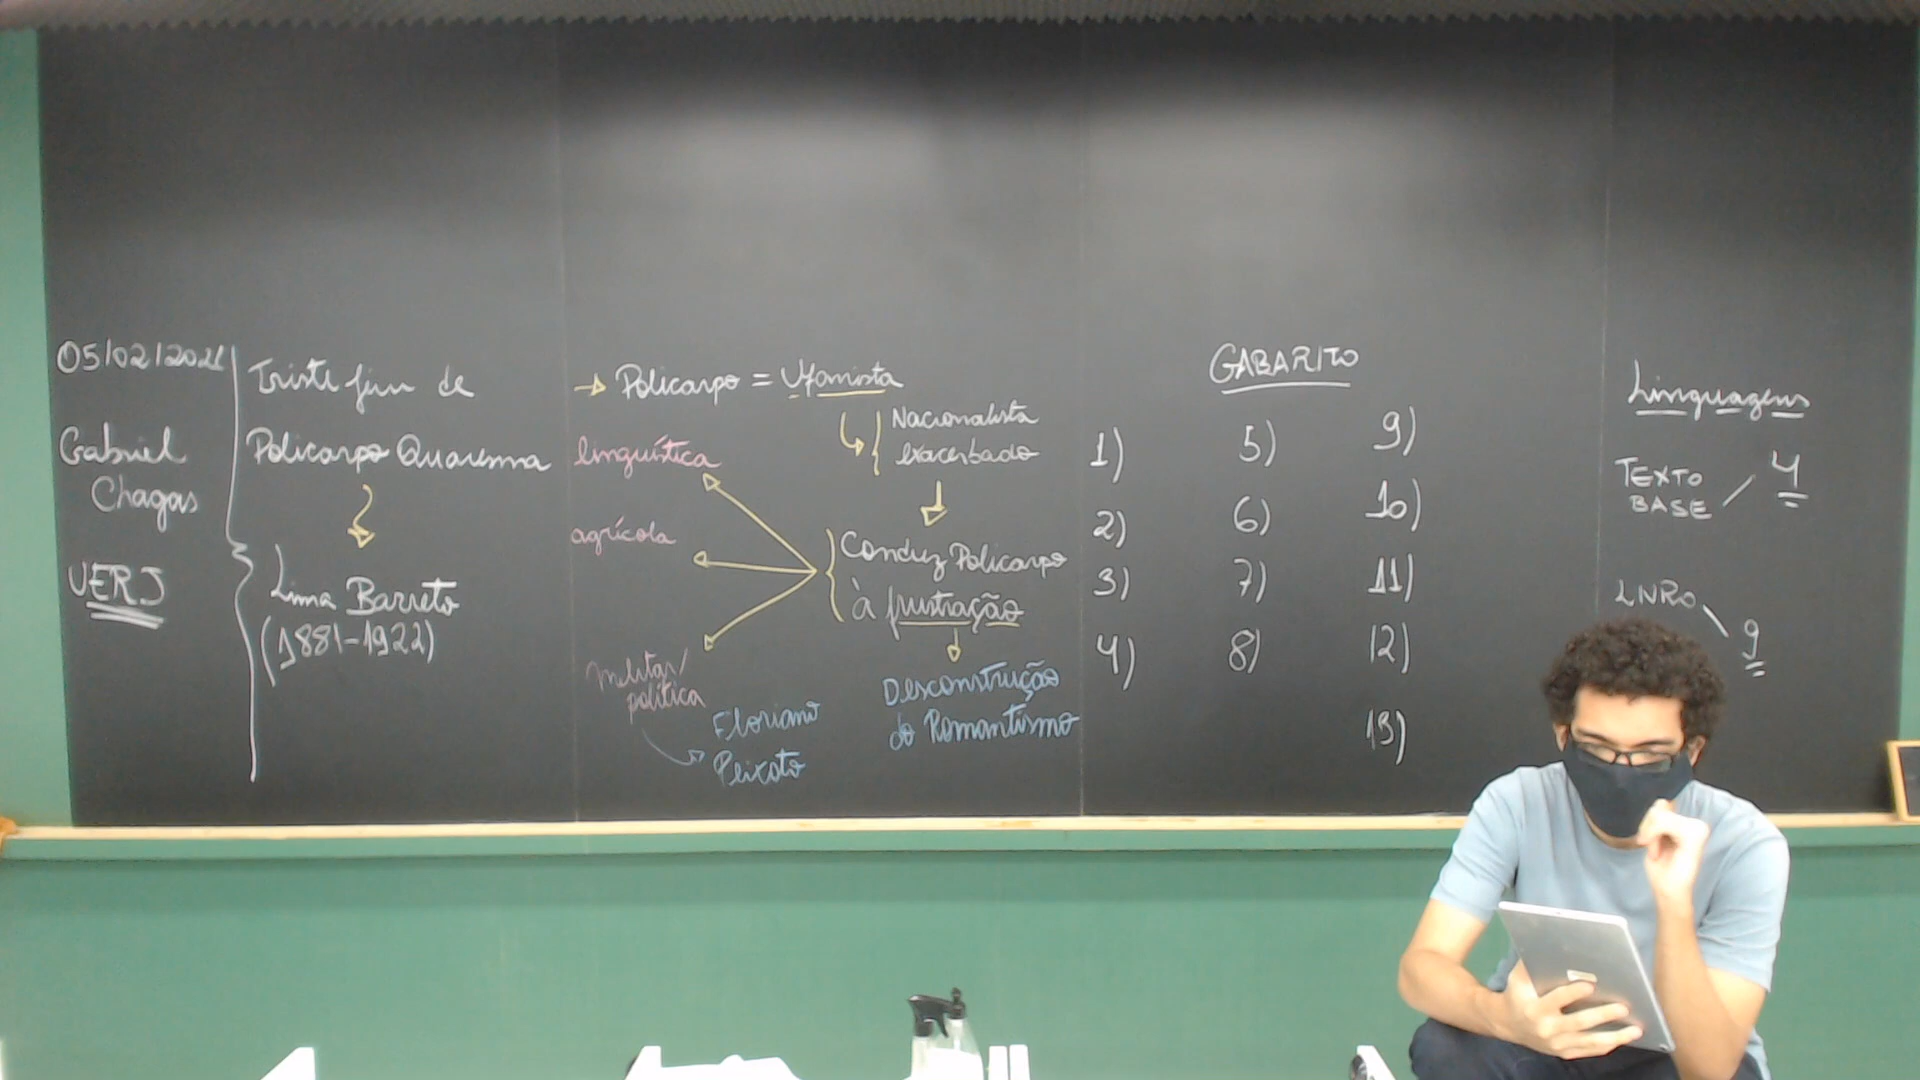 05/02/2021
Gabriel
Chagas
UERJ
Triste fim de
Policarpo Quaresma
Lima Barreto
(1881-1922)
→ Policarpo = Ufanista
Nacionalista
exacerbado
Conduz Policarpo
à frustração
Desconstrução
do Romantismo
linguística
agrícola
militar/
política
Floriano
Peixoto
GABARITO
1)
2)
3)
4)
5)
6)
7)
8)
9)
10)
11)
12)
13)
Linguagens
TEXTO
BASE
4
LIVRO
9